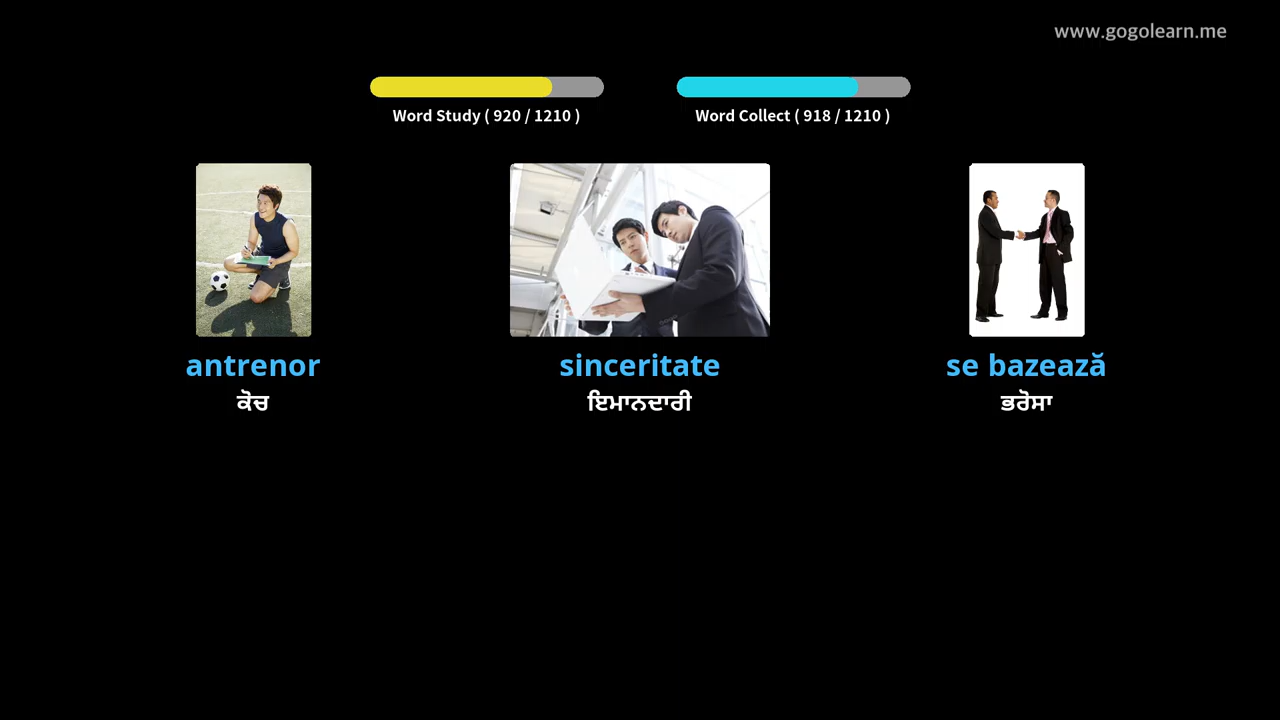 www.gogolearn.me
Word Study ( 920 / 1210 )
Word Collect ( 918 / 1210 )
antrenor
ਕੋਚ
sinceritate
ਇਮਾਨਦਾਰੀ
se bazează
ਭਰੋਸਾ